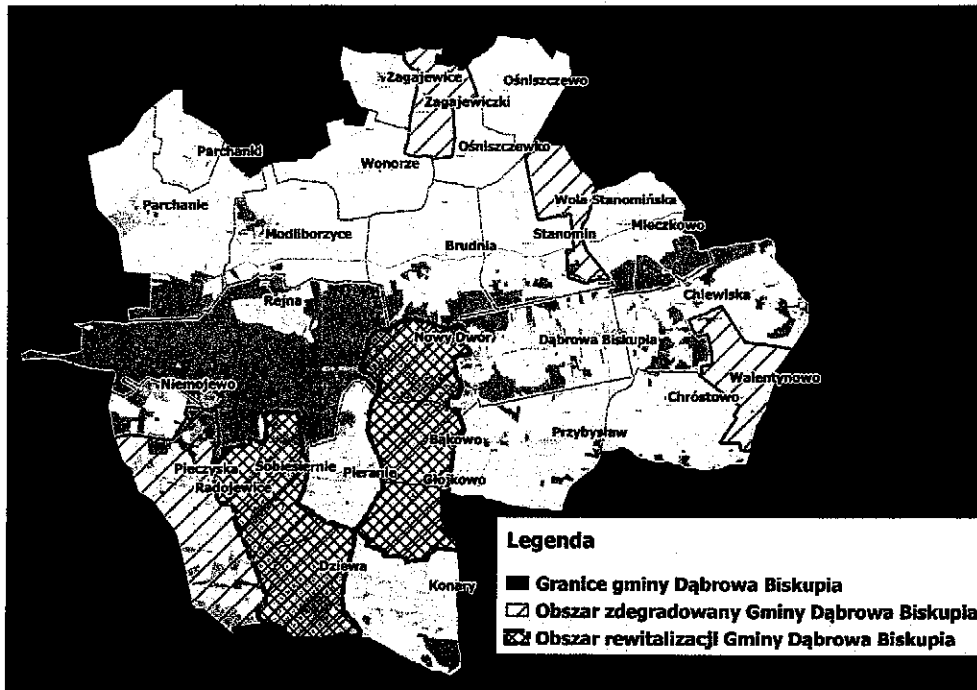 Zagajewice
Ośniszczewo
Zagajewiczki
Parchanki
Wonorze
Ośniszczewko
Parchanie
Wola Stanomińska
Modliborzyce
Stanomin
Mleczkowo
Brudnia
Rejna
Chlewiska
Nowy Dwór
Dąbrowa Biskupia
Niemojewo
Walentynowo
Chróstowo
Bąkowo
Przybysław
Pieczyska
Sobiesiernie
Pieranie
Głojkowo
Radojewice
Dziewa
Konary
Legenda
Granice gminy Dąbrowa Biskupia
Obszar zdegradowany Gminy Dąbrowa Biskupia
Obszar rewitalizacji Gminy Dąbrowa Biskupia